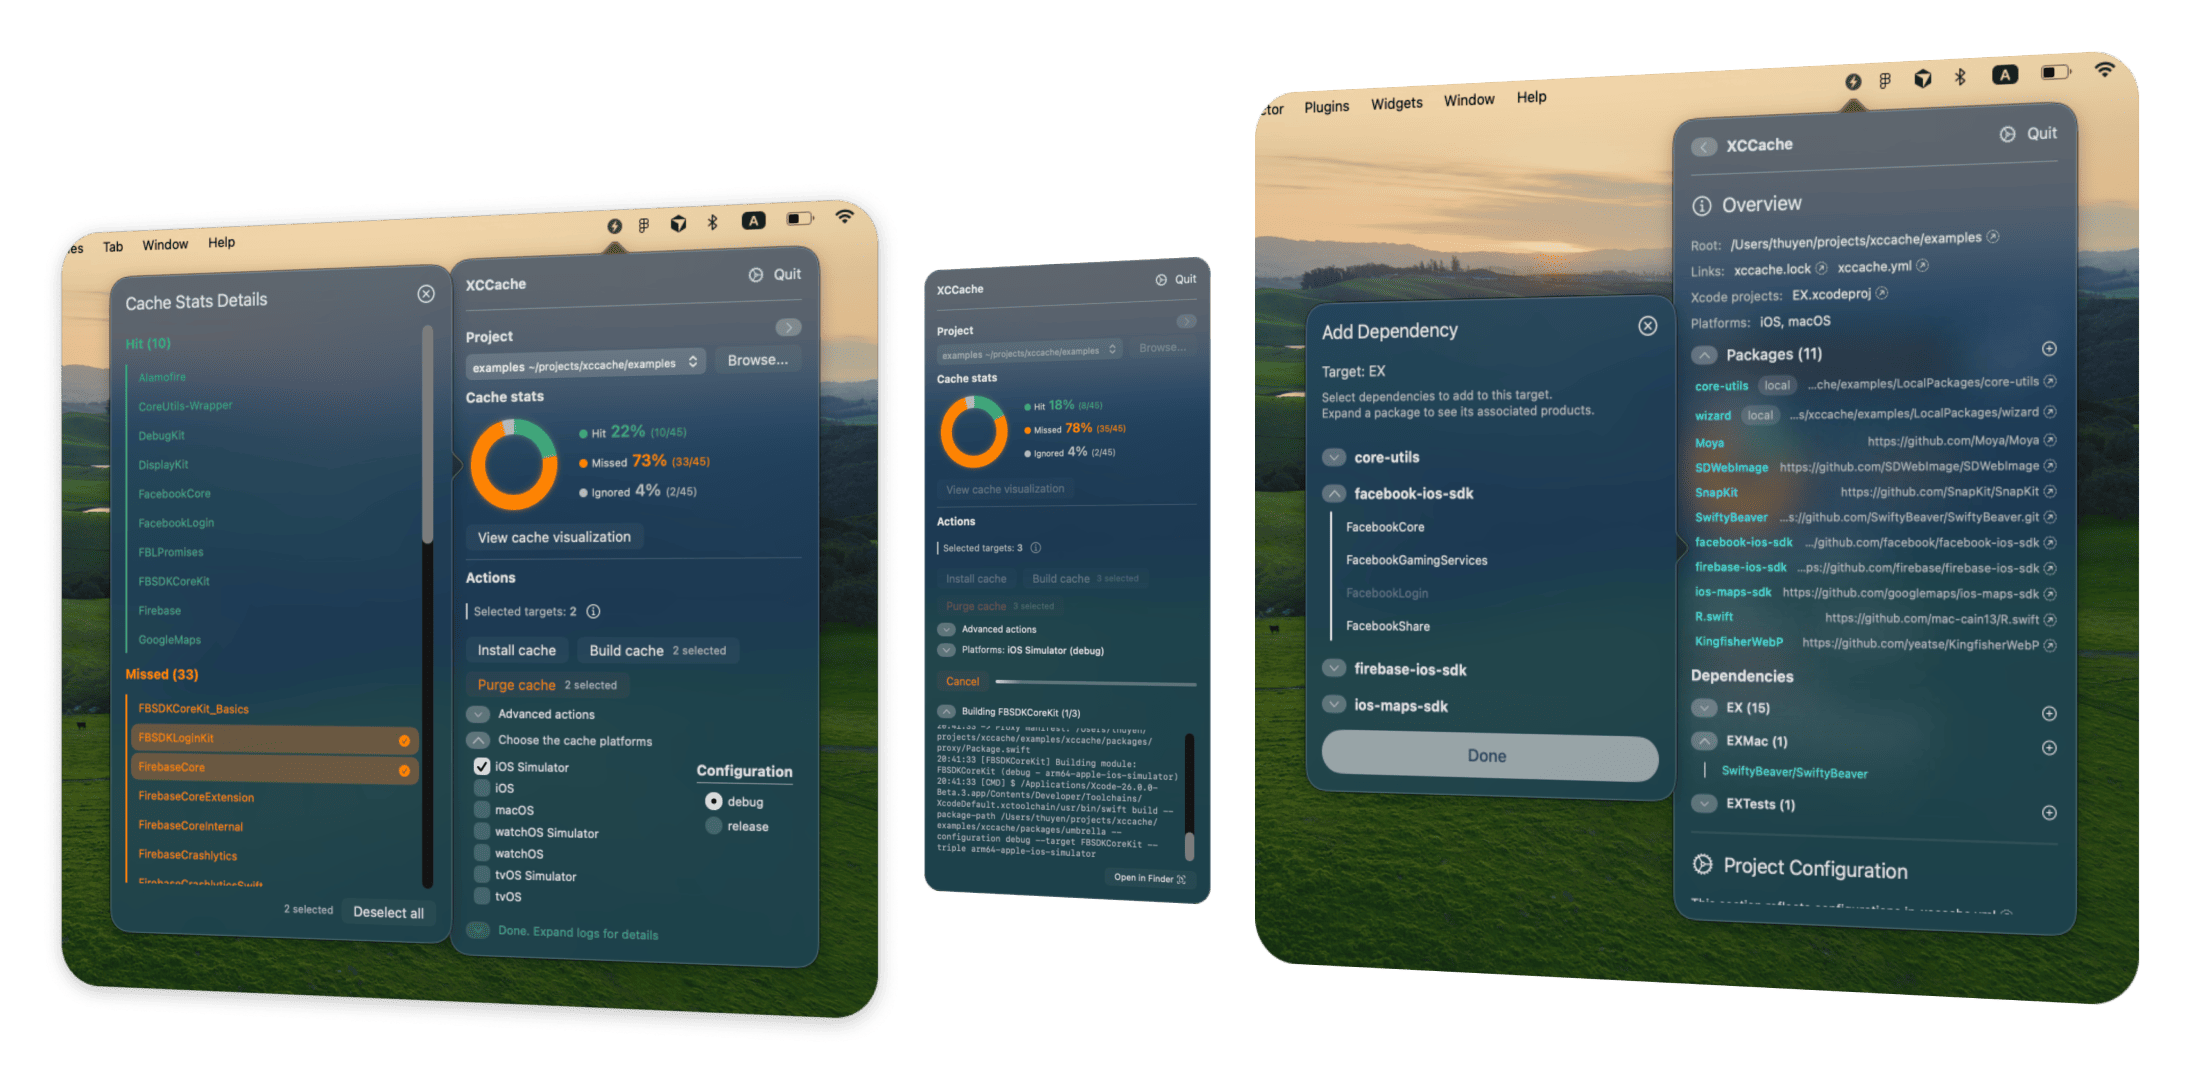 Tab Window Help
A
Cache Stats Details
Hit (10)
Alamofire
CoreUtils-Wrapper
DebugKit
DisplayKit
FacebookCore
FacebookLogin
FBLPromises
FBSDKCoreKit
Firebase
GoogleMaps
Missed (33)
FBSDKCoreKit_Basics
FBSDKLoginKit
FirebaseCore
FirebaseCoreExtension
FirebaseCoreInternal
FirebaseCrashlytics
FirebaseCrashlyticsSwift
2 selected Deselect all
XCCache Quit
Project
examples ~/projects/xccache/examples Browse...
Cache stats
Hit 22% (10/45)
Missed 73% (33/45)
Ignored 4% (2/45)
View cache visualization
Actions
Selected targets: 2
Install cache Build cache 2 selected
Purge cache 2 selected
Advanced actions
Choose the cache platforms
iOS Simulator
iOS
macOS
watchOS Simulator
watchOS
tvOS Simulator
tvOS
Configuration
debug
release
Done. Expand logs for details
XCCache Quit
Project
examples ~/projects/xccache/examples Browse...
Cache stats
Hit 18% (8/45)
Missed 78% (35/45)
Ignored 4% (2/45)
View cache visualization
Actions
Selected targets: 3
Install cache Build cache 3 selected
Purge cache 3 selected
Advanced actions
Platforms: iOS Simulator (debug)
Cancel
Building FBSDKCoreKit (1/3)
20:41:33 -> Proxy manifest: /Users/thuyen/
projects/xccache/examples/xccache/packages/
proxy/Package.swift
20:41:33 [FBSDKCoreKit] Building module:
FBSDKCoreKit (debug - arm64-apple-ios-simulator)
20:41:33 [CMD] $ /Applications/Xcode-26.0.0-
Beta.3.app/Contents/Developer/Toolchains/
XcodeDefault.xctoolchain/usr/bin/swift build --
package-path /Users/thuyen/projects/xccache/
examples/xccache/packages/umbrella --
configuration debug --target FBSDKCoreKit --
triple arm64-apple-ios-simulator
Open in Finder
ctor Plugins Widgets Window Help
A
Add Dependency
Target: EX
Select dependencies to add to this target.
Expand a package to see its associated products.
core-utils
facebook-ios-sdk
FacebookCore
FacebookGamingServices
FacebookLogin
FacebookShare
firebase-ios-sdk
ios-maps-sdk
Done
XCCache Quit
Overview
Root: /Users/thuyen/projects/xccache/examples
Links: xccache.lock xccache.yml
Xcode projects: EX.xcodeproj
Platforms: iOS, macOS
Packages (11)
core-utils local ...che/examples/LocalPackages/core-utils
wizard local ...s/xccache/examples/LocalPackages/wizard
Moya https://github.com/Moya/Moya
SDWebImage https://github.com/SDWebImage/SDWebImage
SnapKit https://github.com/SnapKit/SnapKit
SwiftyBeaver ...s://github.com/SwiftyBeaver/SwiftyBeaver.git
facebook-ios-sdk .../github.com/facebook/facebook-ios-sdk
firebase-ios-sdk ...ps://github.com/firebase/firebase-ios-sdk
ios-maps-sdk https://github.com/googlemaps/ios-maps-sdk
R.swift https://github.com/mac-cain13/R.swift
KingfisherWebP https://github.com/yeatse/KingfisherWebP
Dependencies
EX (15)
EXMac (1)
SwiftyBeaver/SwiftyBeaver
EXTests (1)
Project Configuration
This section reflects configurations in xccache.yml